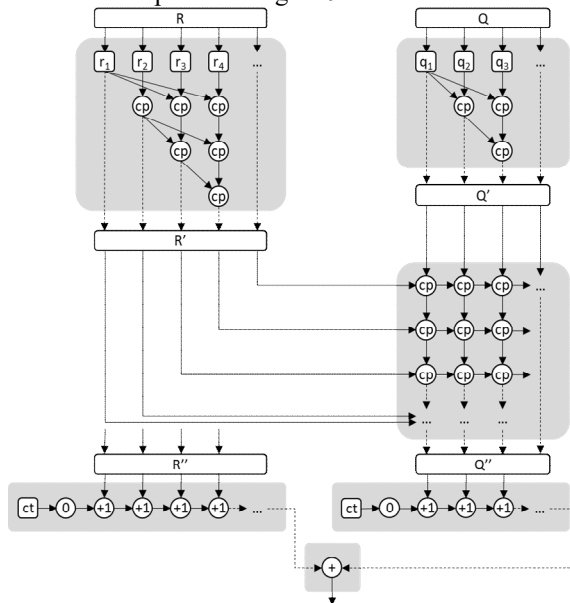 R
Q
r1 r2 r3 r4 ...
q1 q2 q3 ...
cp cp cp
cp cp
cp cp
cp
cp
Q'
R'
cp cp cp ...
cp cp cp
cp cp cp
... ... ...
R''
Q''
ct 0 +1 +1 +1 +1 ...
ct 0 +1 +1 +1 ...
+